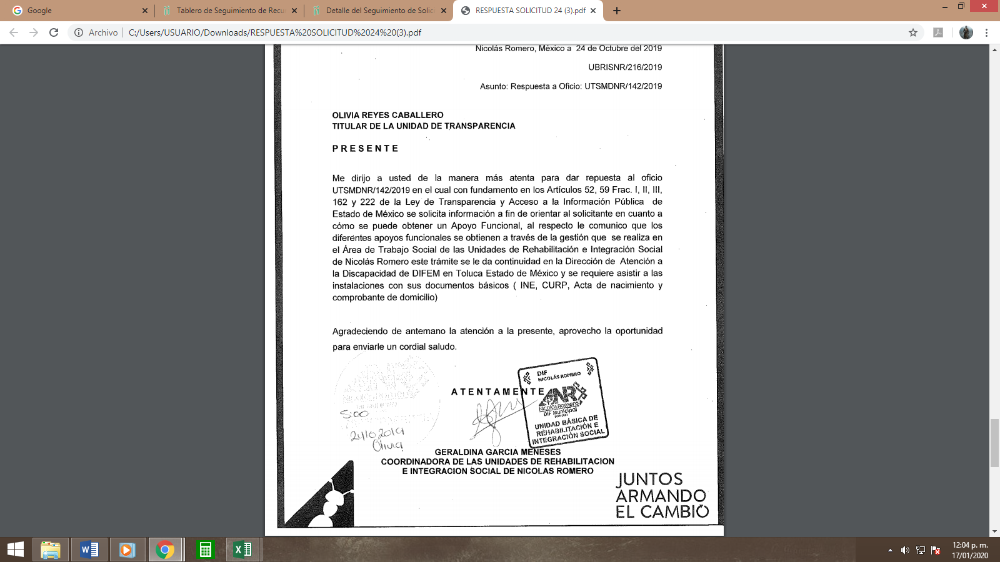 Google
Tablero de Seguimiento de Recu
Detalle del Seguimiento de Solici
RESPUESTA SOLICITUD 24 (3).pdf
Archivo
C:/Users/USUARIO/Downloads/RESPUESTA%20SOLICITUD%2024%20(3).pdf
Nicolás Romero, México a 24 de Octubre del 2019
UBRISNR/216/2019
Asunto: Respuesta a Oficio: UTSMDNR/142/2019
OLIVIA REYES CABALLERO
TITULAR DE LA UNIDAD DE TRANSPARENCIA
P R E S E N T E
Me dirijo a usted de la manera más atenta para dar repuesta al oficio
UTSMDNR/142/2019 en el cual con fundamento en los Artículos 52, 59 Frac. I, II, III,
162 y 222 de la Ley de Transparencia y Acceso a la Información Pública de
Estado de México se solicita información a fin de orientar al solicitante en cuanto a
cómo se puede obtener un Apoyo Funcional, al respecto le comunico que los
diferentes apoyos funcionales se obtienen a través de la gestión que se realiza en
el Área de Trabajo Social de las Unidades de Rehabilitación e Integración Social
de Nicolás Romero este trámite se le da continuidad en la Dirección de Atención a
la Discapacidad de DIFEM en Toluca Estado de México y se requiere asistir a las
instalaciones con sus documentos básicos ( INE, CURP, Acta de nacimiento y
comprobante de domicilio)
Agradeciendo de antemano la atención a la presente, aprovecho la oportunidad
para enviarle un cordial saludo.
A T E N T A M E N T E
DIF
NICOLÁS ROMERO
ANR
Nicolás Romero
DIF Municipal
UNIDAD BÁSICA DE
REHABILITACIÓN E
INTEGRACIÓN SOCIAL
NICOLÁS ROMERO
5:00
24/10 2019
Olivia
GERALDINA GARCIA MENESES
COORDINADORA DE LAS UNIDADES DE REHABILITACION
E INTEGRACION SOCIAL DE NICOLAS ROMERO
JUNTOS
ARMANDO
EL CAMBIO
12:04 p. m.
17/01/2020